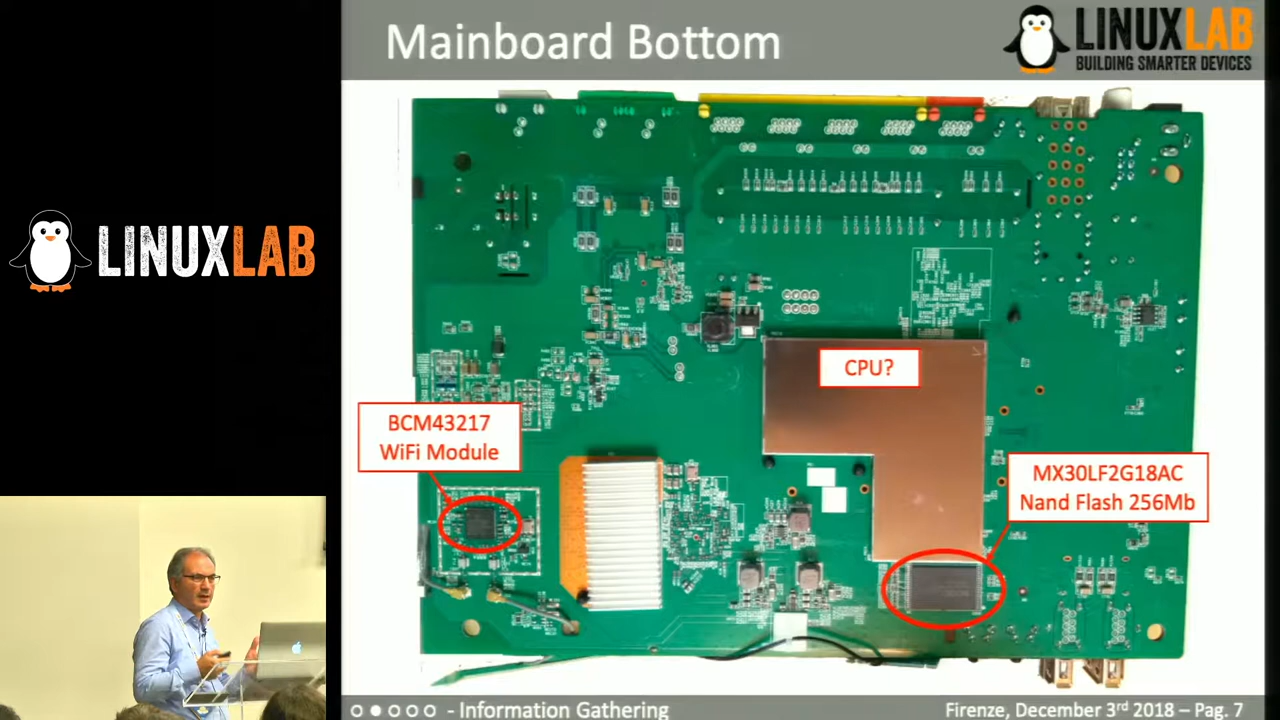 Mainboard Bottom
LINUXLAB
BUILDING SMARTER DEVICES
LINUXLAB
CPU?
BCM43217
WiFi Module
MX30LF2G18AC
Nand Flash 256Mb
- Information Gathering
Firenze, December 3rd 2018 – Pag. 7